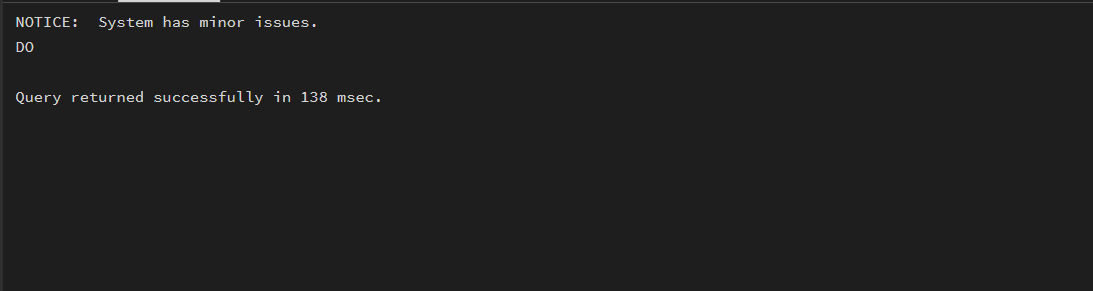 NOTICE:  System has minor issues.
DO
Query returned successfully in 138 msec.